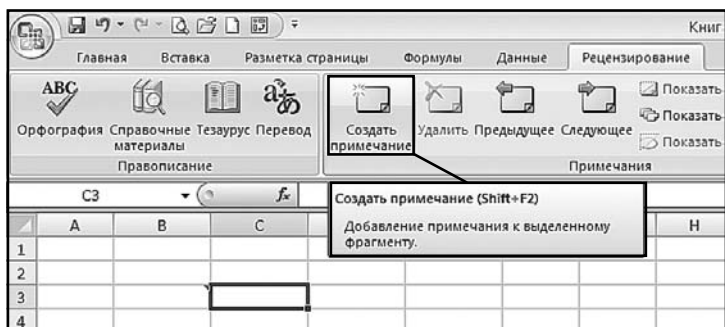 Книг
Главная Вставка Разметка страницы Формулы Данные Рецензирование
ABC
Орфография Справочные материалы Тезаурус Перевод
Создать примечание Удалить Предыдущее Следующее
Показать
Показать
Показать
Правописание Примечания
C3 fx
Создать примечание (Shift+F2)
Добавление примечания к выделенному
фрагменту.
A B C H
1
2
3
4